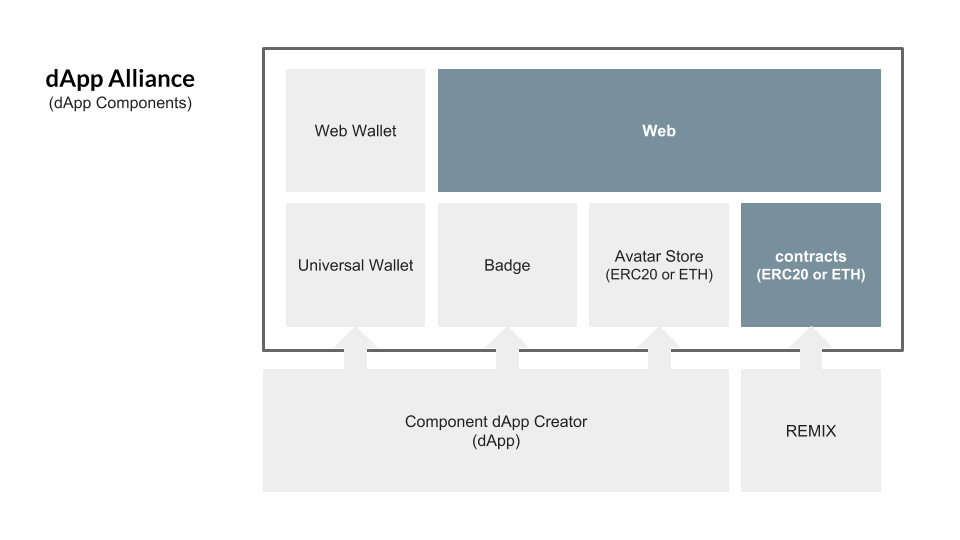 dApp Alliance
(dApp Components)
Web Wallet
Web
Universal Wallet
Badge
Avatar Store
(ERC20 or ETH)
contracts
(ERC20 or ETH)
Component dApp Creator
(dApp)
REMIX